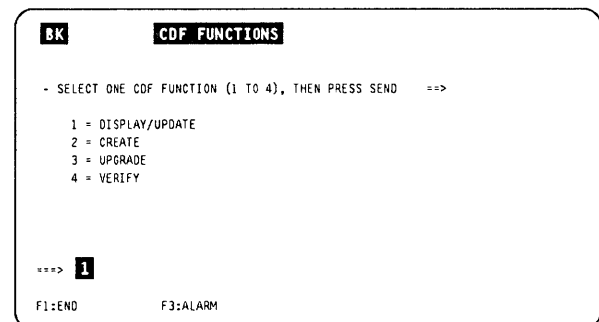 BK CDF FUNCTIONS
- SELECT ONE CDF FUNCTION (1 TO 4), THEN PRESS SEND ==>
1 = DISPLAY/UPDATE
2 = CREATE
3 = UPGRADE
4 = VERIFY
===> 1
F1:END F3:ALARM